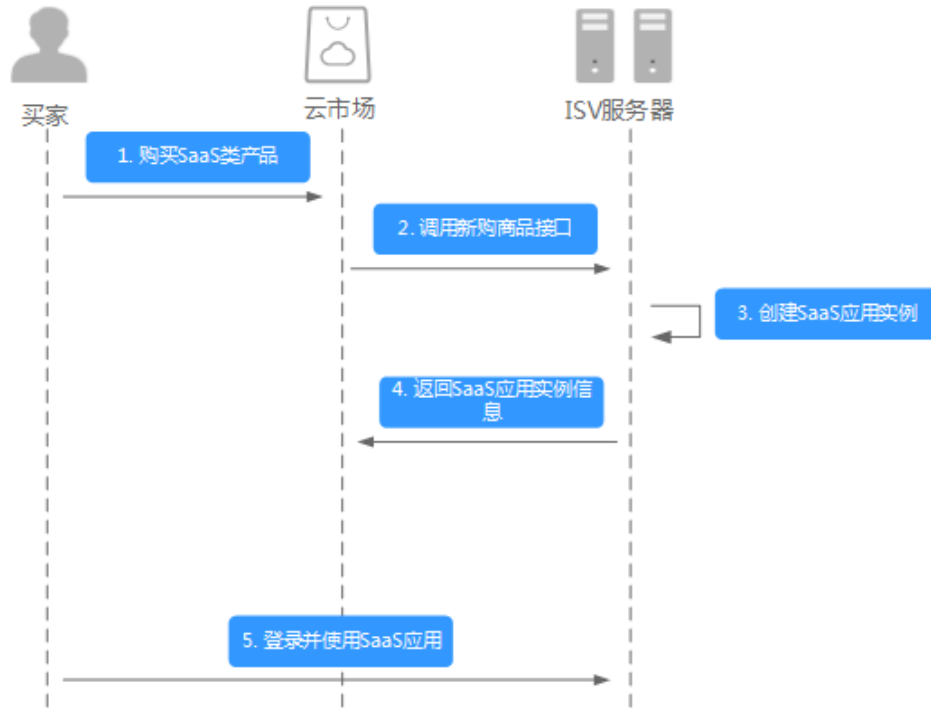 买家
云市场
ISV服务器
1. 购买SaaS类产品
2. 调用新购商品接口
3. 创建SaaS应用实例
4. 返回SaaS应用实例信
息
5. 登录并使用SaaS应用